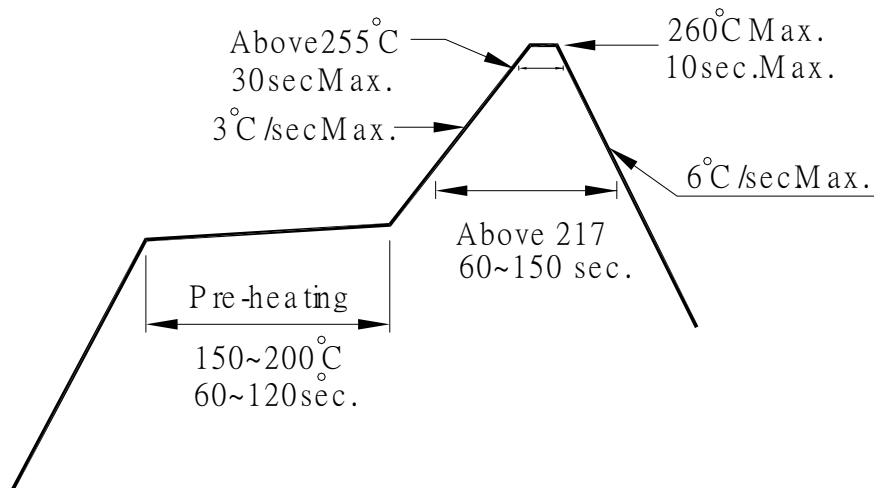 Above255°C
30secMax.
260°CMax.
10sec.Max.
3°C/secMax.
6°C/secMax.
Above 217
60~150 sec.
Pre-heating
150~200°C
60~120sec.